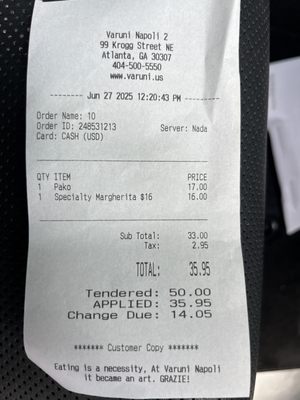 Varuni Napoli 2
99 Krogg Street NE
Atlanta, GA 30307
404-500-5550
www.varuni.us
Jun 27 2025 12:20:43 PM
Order Name: 10
Order ID: 248531213 Server: Nada
Card: CASH (USD)
QTY ITEM PRICE
1 Pako 17.00
1 Specialty Margherita $16 16.00
Sub Total: 33.00
Tax: 2.95
TOTAL: 35.95
Tendered: 50.00
APPLIED: 35.95
Change Due: 14.05
******* Customer Copy *******
Eating is a necessity, At Varuni Napoli
it became an art. GRAZIE!